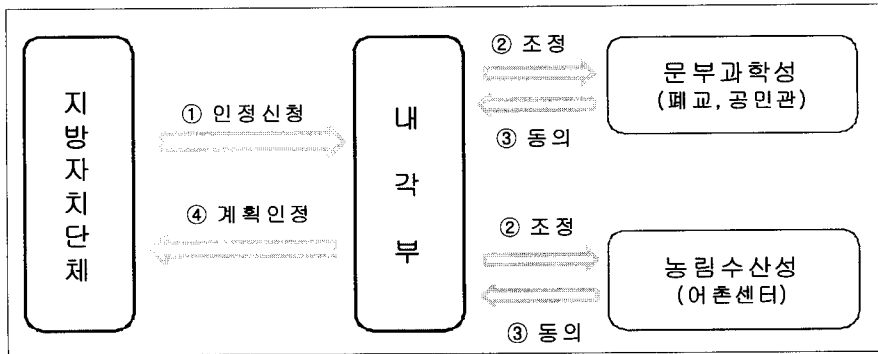 지방자치단체
① 인정신청
④ 계획인정
내각부
② 조정
③ 동의
문부과학성
(폐교, 공민관)
② 조정
③ 동의
농림수산성
(어촌센터)